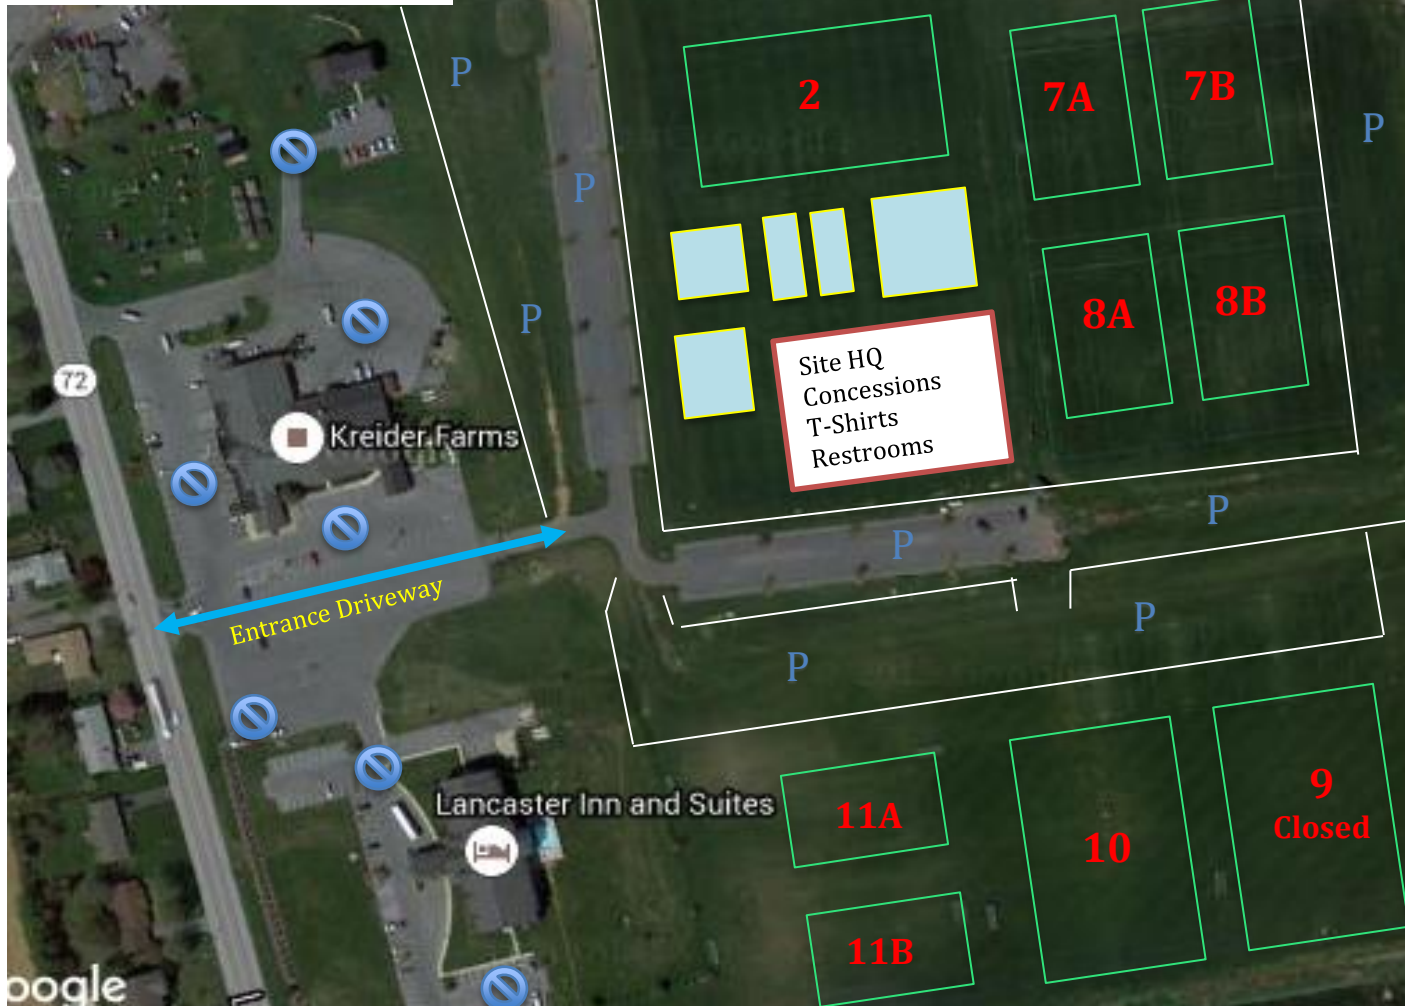 P
2
7A
7B
P
P
72
P
8A
8B
Site HQ
Concessions
T-Shirts
Restrooms
Kreider Farms
P
P
Entrance Driveway
P
P
Lancaster Inn and Suites
11A
10
9
Closed
11B
oogle